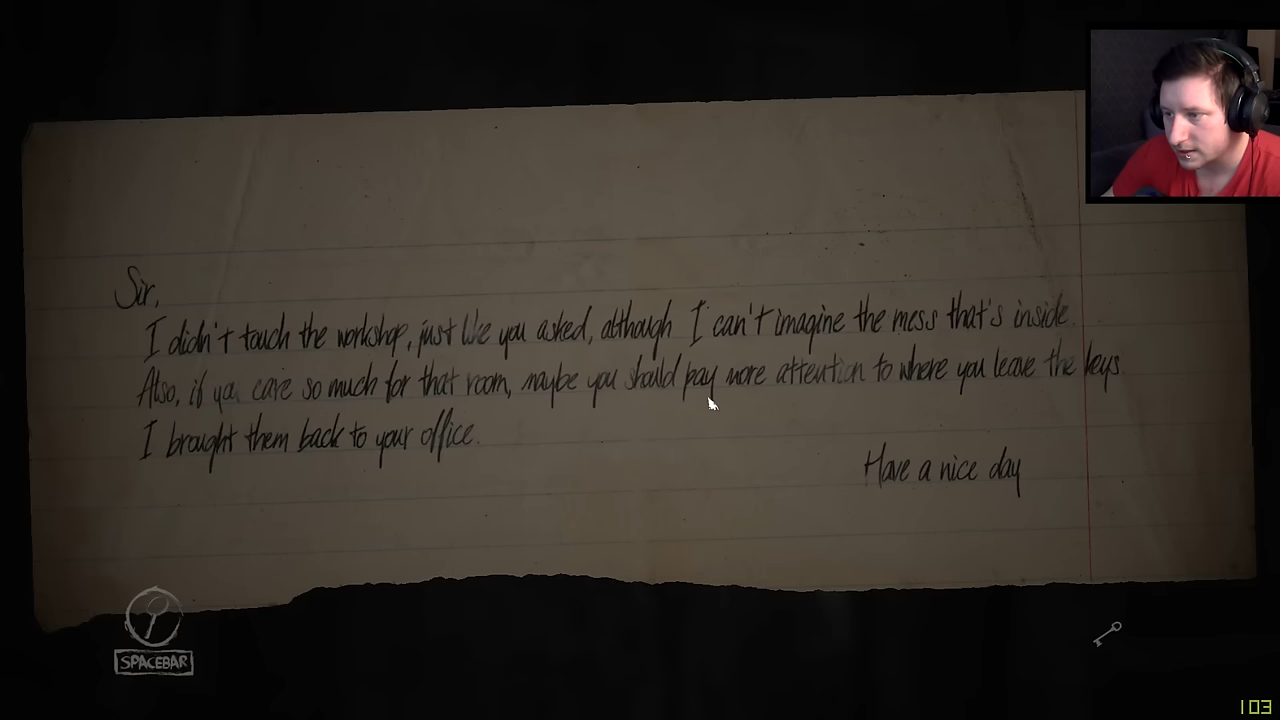 Sir,
I didn't touch the workshop, just like you asked, although I can't imagine the mess that's inside.
Also, if you care so much for that room, maybe you should pay more attention to where you leave the keys.
I brought them back to your office.
Have a nice day
SPACEBAR
103